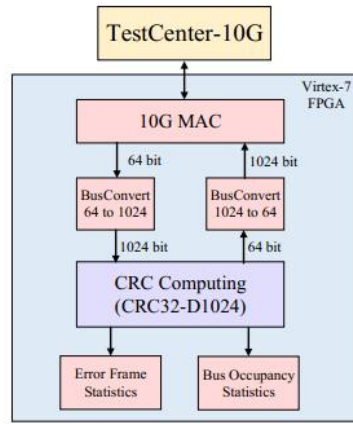 TestCenter-10G
Virtex-7
FPGA
10G MAC
64 bit
1024 bit
BusConvert
64 to 1024
BusConvert
1024 to 64
1024 bit
64 bit
CRC Computing
(CRC32-D1024)
Error Frame
Statistics
Bus Occupancy
Statistics